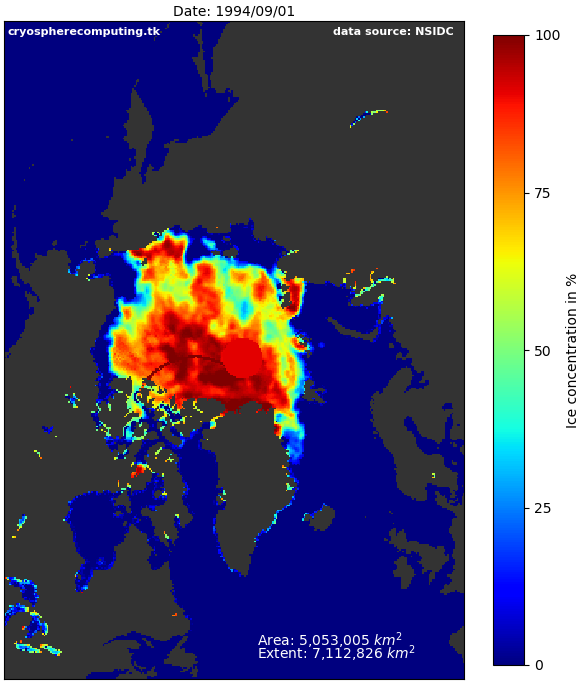 Date: 1994/09/01
cryospherecomputing.tk data source: NSIDC
100
75
50
25
0
Ice concentration in %
Area: 5,053,005 km²
Extent: 7,112,826 km²